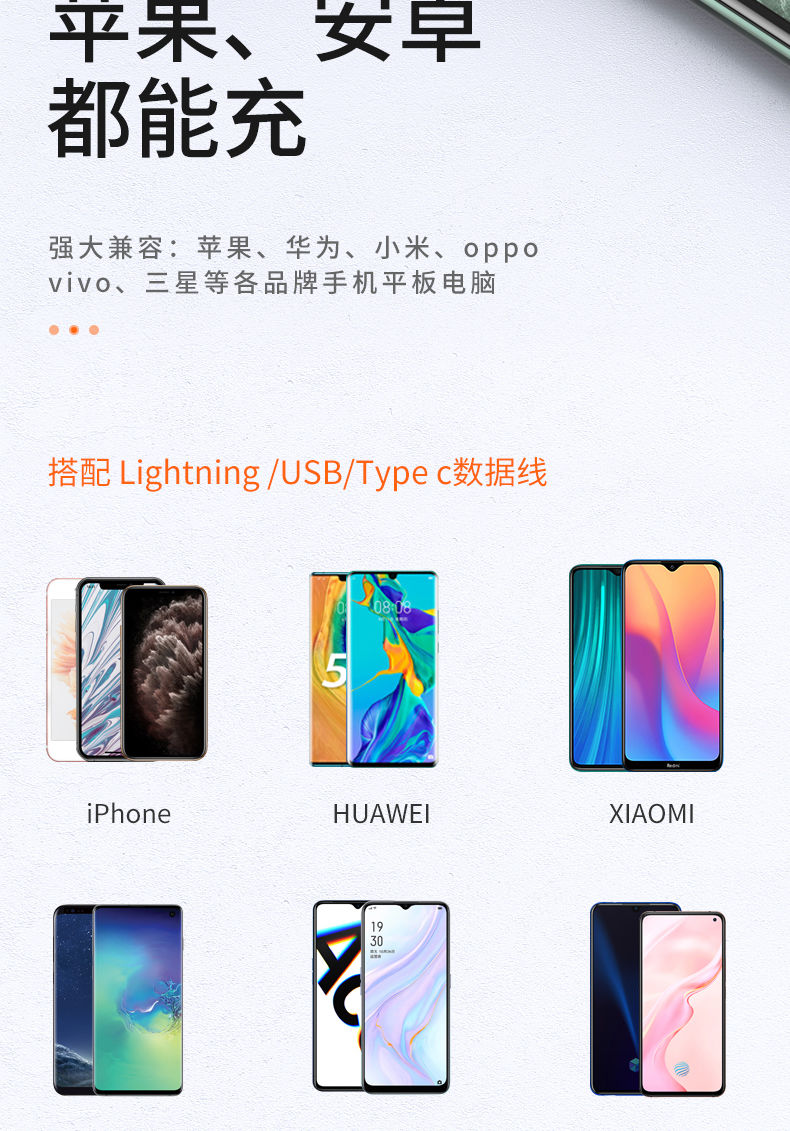 苹果、安卓
都能充
强大兼容：苹果、华为、小米、oppo
vivo、三星等各品牌手机平板电脑
搭配 Lightning /USB/Type c数据线
08:08
5
Redmi
iPhone
HUAWEI
XIAOMI
19
30